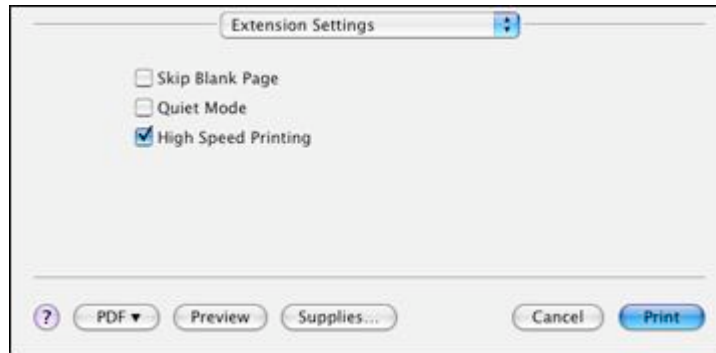 Extension Settings
Skip Blank Page
Quiet Mode
High Speed Printing
? PDF ▼ Preview Supplies... Cancel Print